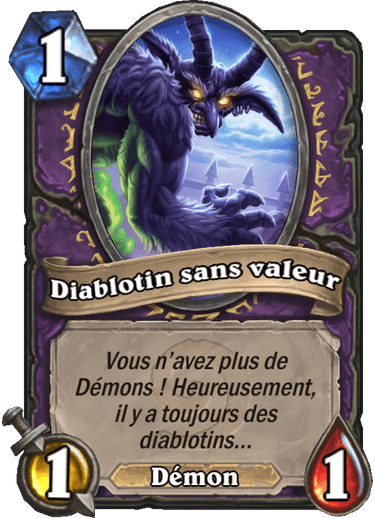 1
Diablotin sans valeur
Vous n'avez plus de
Démons ! Heureusement,
il y a toujours des
diablotins...
1
Démon
1